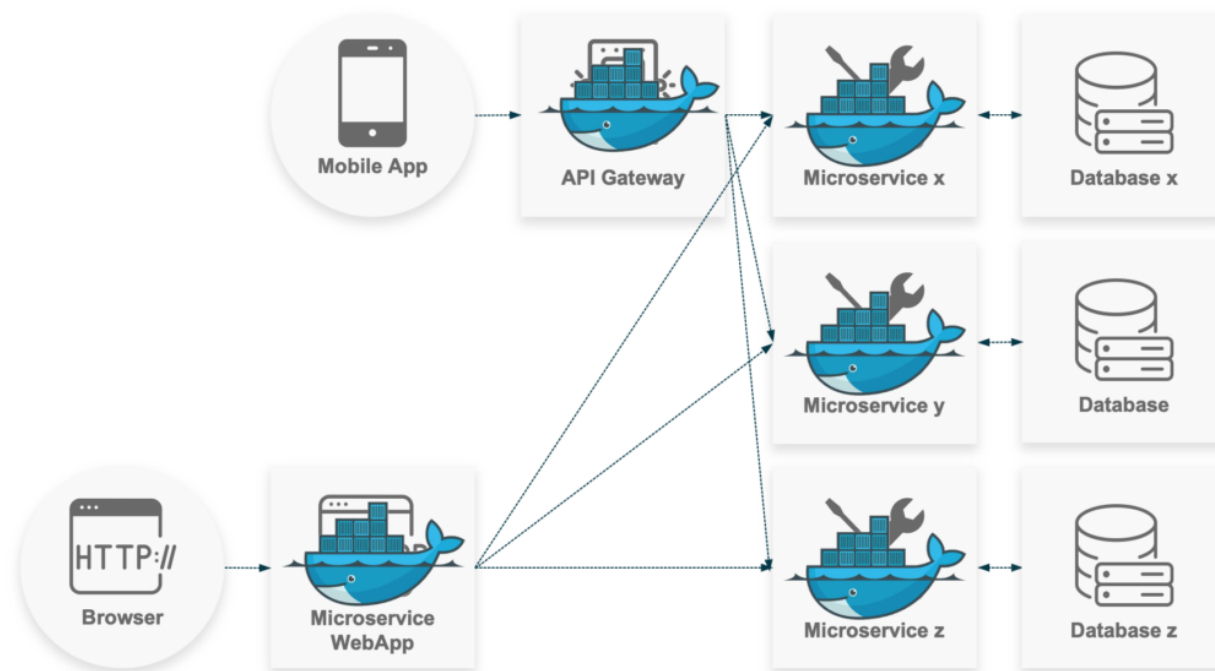 Mobile App
API Gateway
Microservice x
Database x
Microservice y
Database
HTTP://
Browser
Microservice
WebApp
Microservice z
Database z